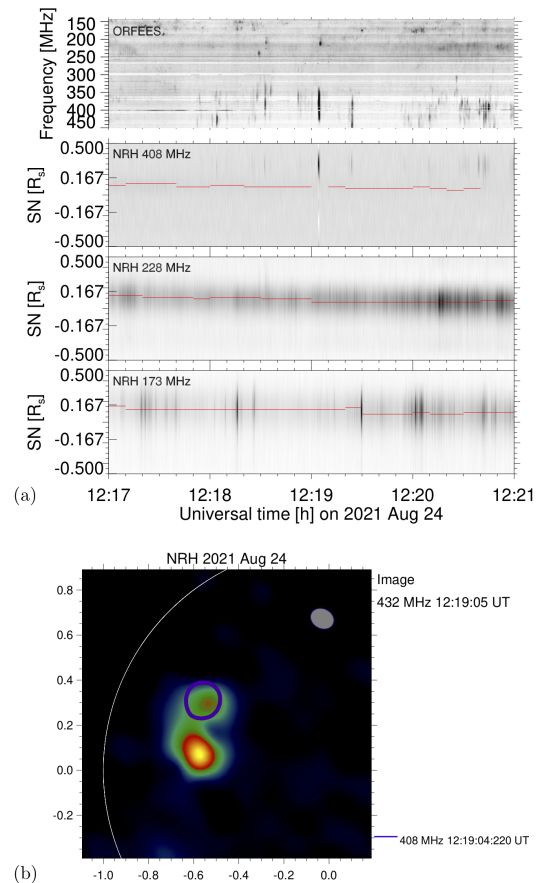 ORFEES
Frequency [MHz]
150
200
250
300
350
400
450
NRH 408 MHz
SN [Rs]
0.500
0.167
-0.167
-0.500
NRH 228 MHz
SN [Rs]
0.500
0.167
-0.167
-0.500
NRH 173 MHz
SN [Rs]
0.500
0.167
-0.167
-0.500
(a)
12:17 12:18 12:19 12:20 12:21
Universal time [h] on 2021 Aug 24
NRH 2021 Aug 24
Image
432 MHz 12:19:05 UT
0.8
0.6
0.4
0.2
0.0
-0.2
408 MHz 12:19:04:220 UT
(b)
-1.0 -0.8 -0.6 -0.4 -0.2 0.0